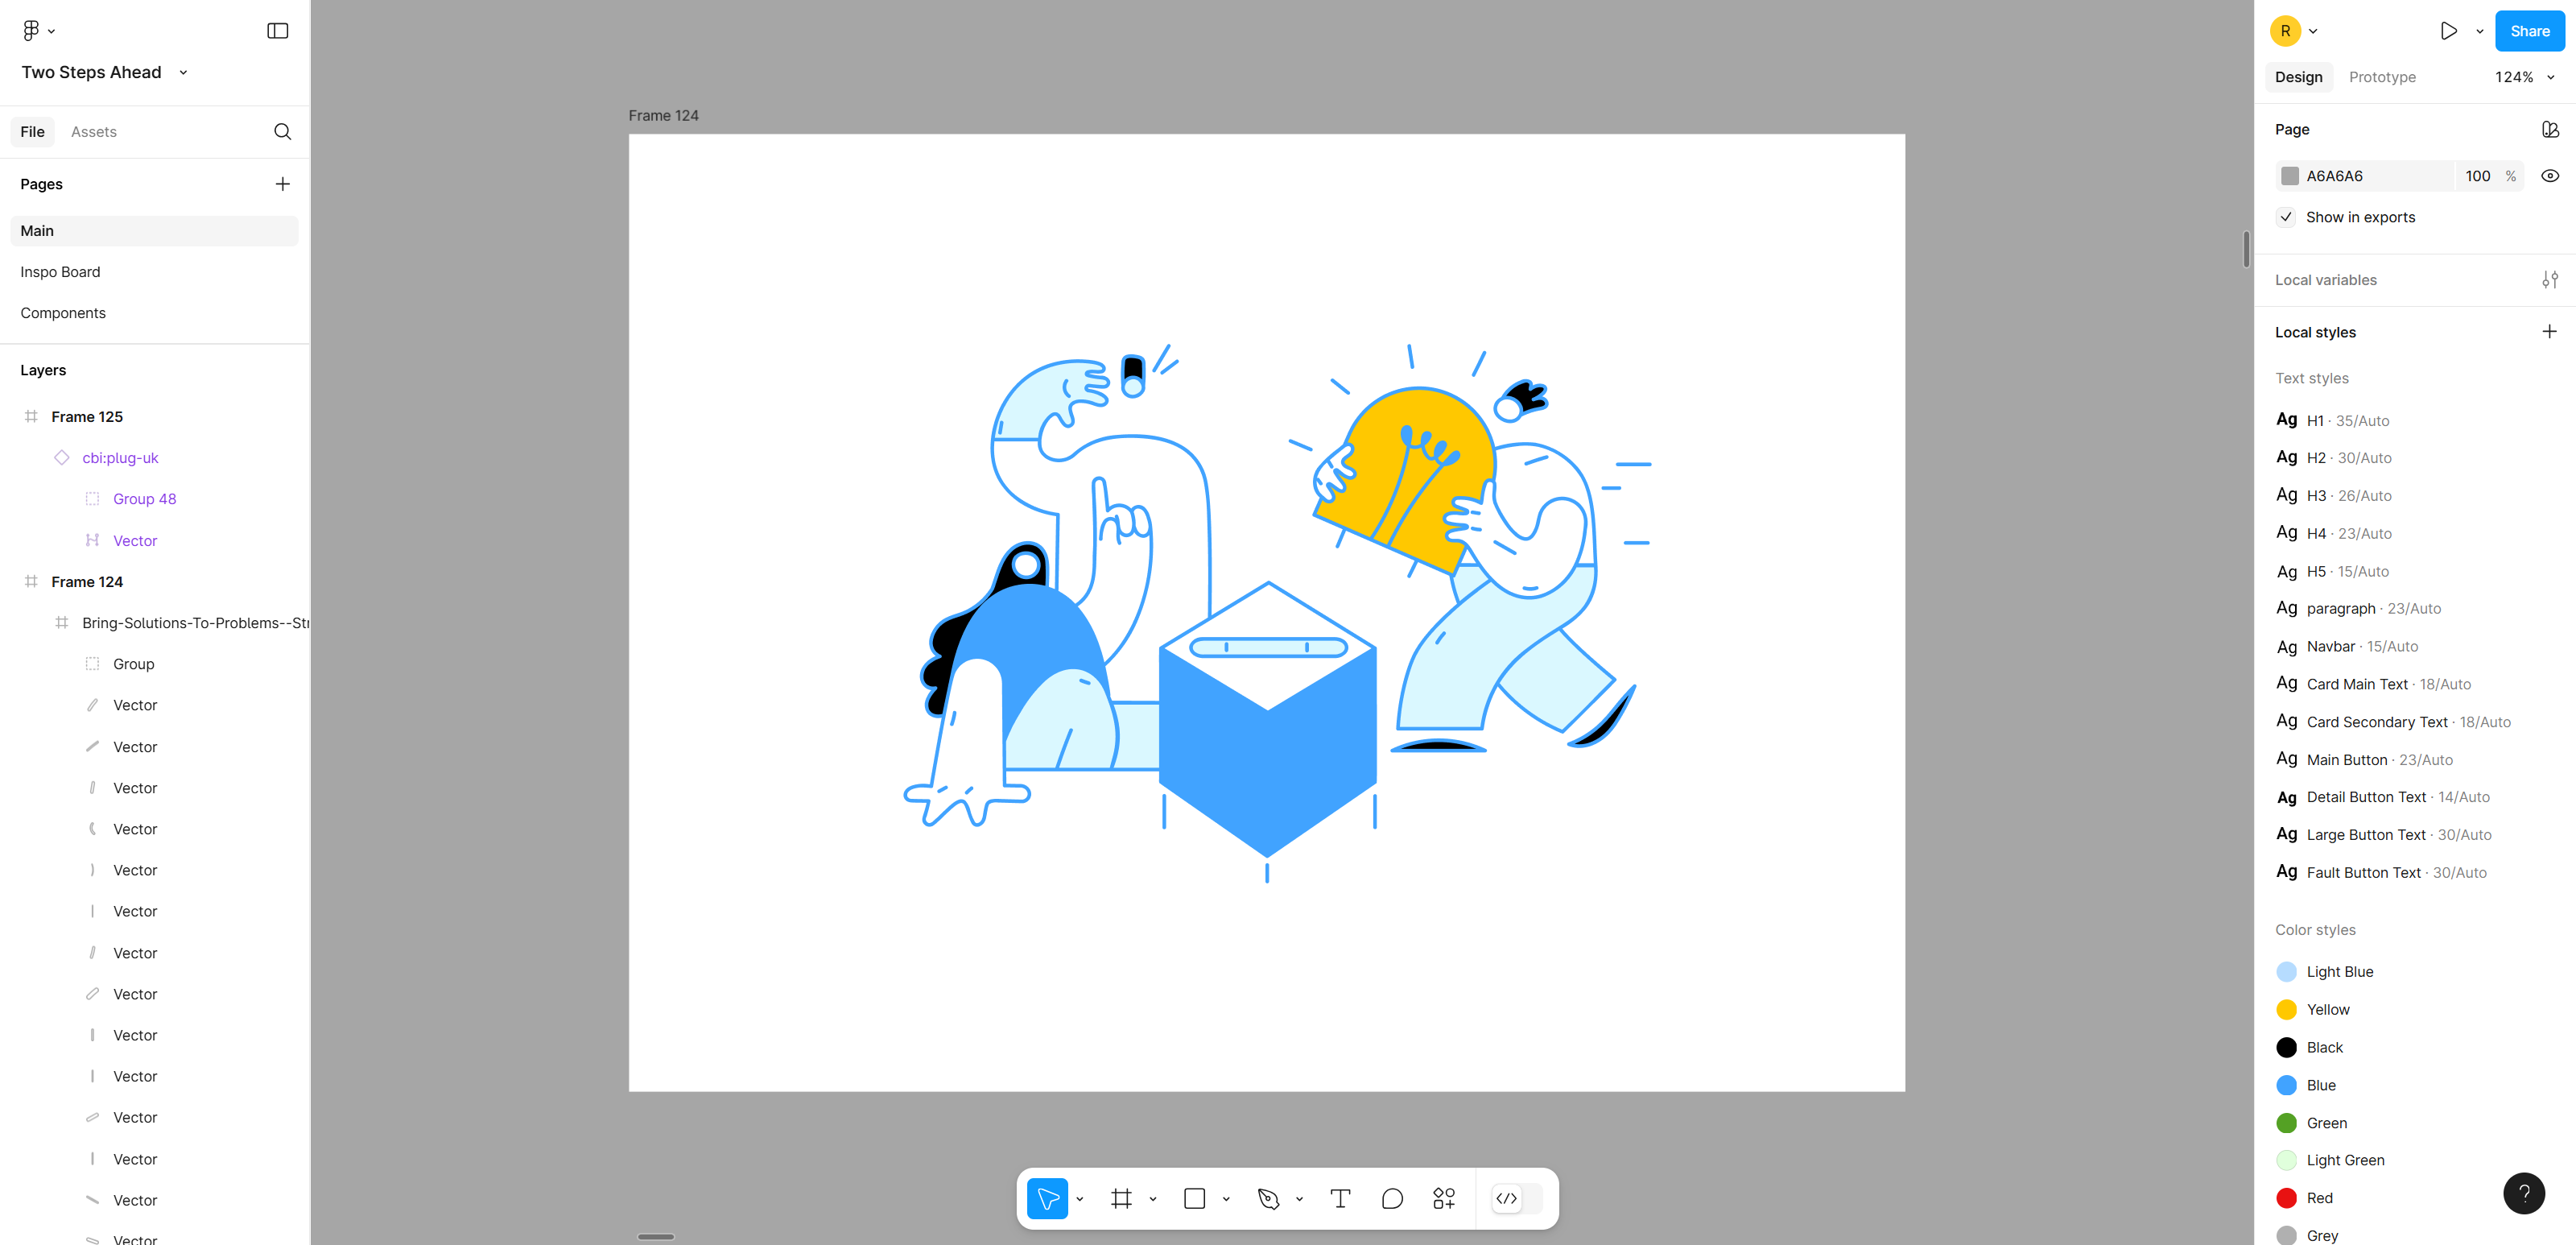 Two Steps Ahead
File
Assets
Pages
Main
Inspo Board
Components
Layers
Frame 125
cbi:plug-uk
Group 48
Vector
Frame 124
Bring-Solutions-To-Problems--Str
Group
Vector
Vector
Vector
Vector
Vector
Vector
Vector
Vector
Vector
Vector
Vector
Vector
Vector
Vector
Frame 124
R
Share
Design
Prototype
124%
Page
A6A6A6
100 %
Show in exports
Local variables
Local styles
Text styles
Ag H1 · 35/Auto
Ag H2 · 30/Auto
Ag H3 · 26/Auto
Ag H4 · 23/Auto
Ag H5 · 15/Auto
Ag paragraph · 23/Auto
Ag Navbar · 15/Auto
Ag Card Main Text · 18/Auto
Ag Card Secondary Text · 18/Auto
Ag Main Button · 23/Auto
Ag Detail Button Text · 14/Auto
Ag Large Button Text · 30/Auto
Ag Fault Button Text · 30/Auto
Color styles
Light Blue
Yellow
Black
Blue
Green
Light Green
Red
Grey
?